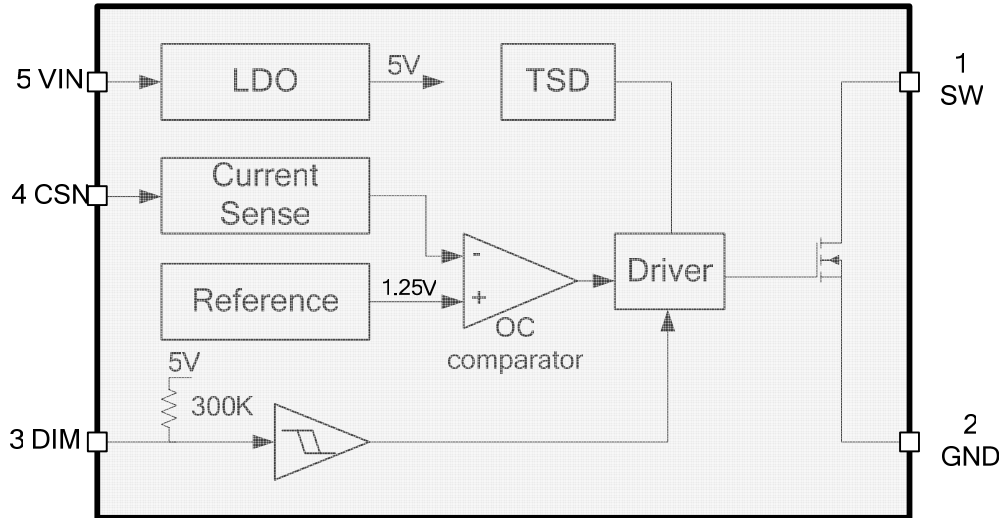 5 VIN
LDO
5V
TSD
1
SW
4 CSN
Current
Sense
-
Driver
Reference
1.25V
+
OC
comparator
5V
300K
3 DIM
2
GND